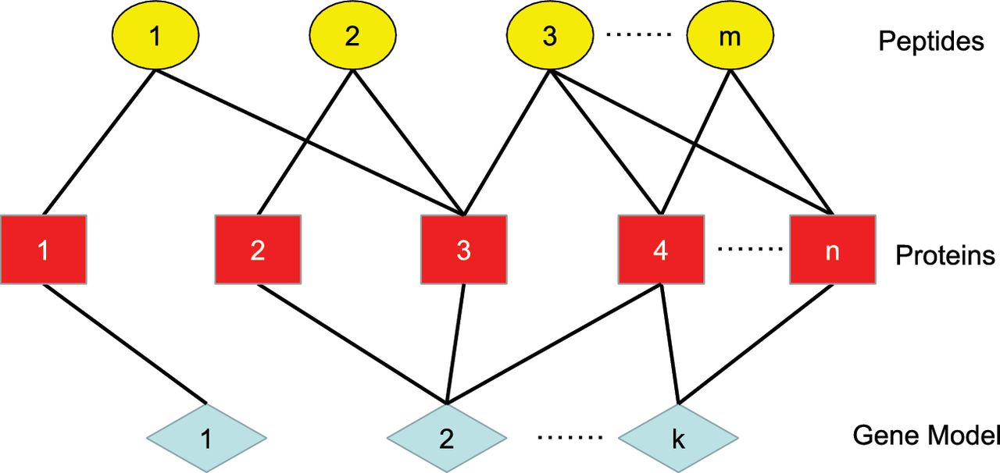 1 2 3 ....... m Peptides
1 2 3 4 ....... n Proteins
1 2 ....... k Gene Model